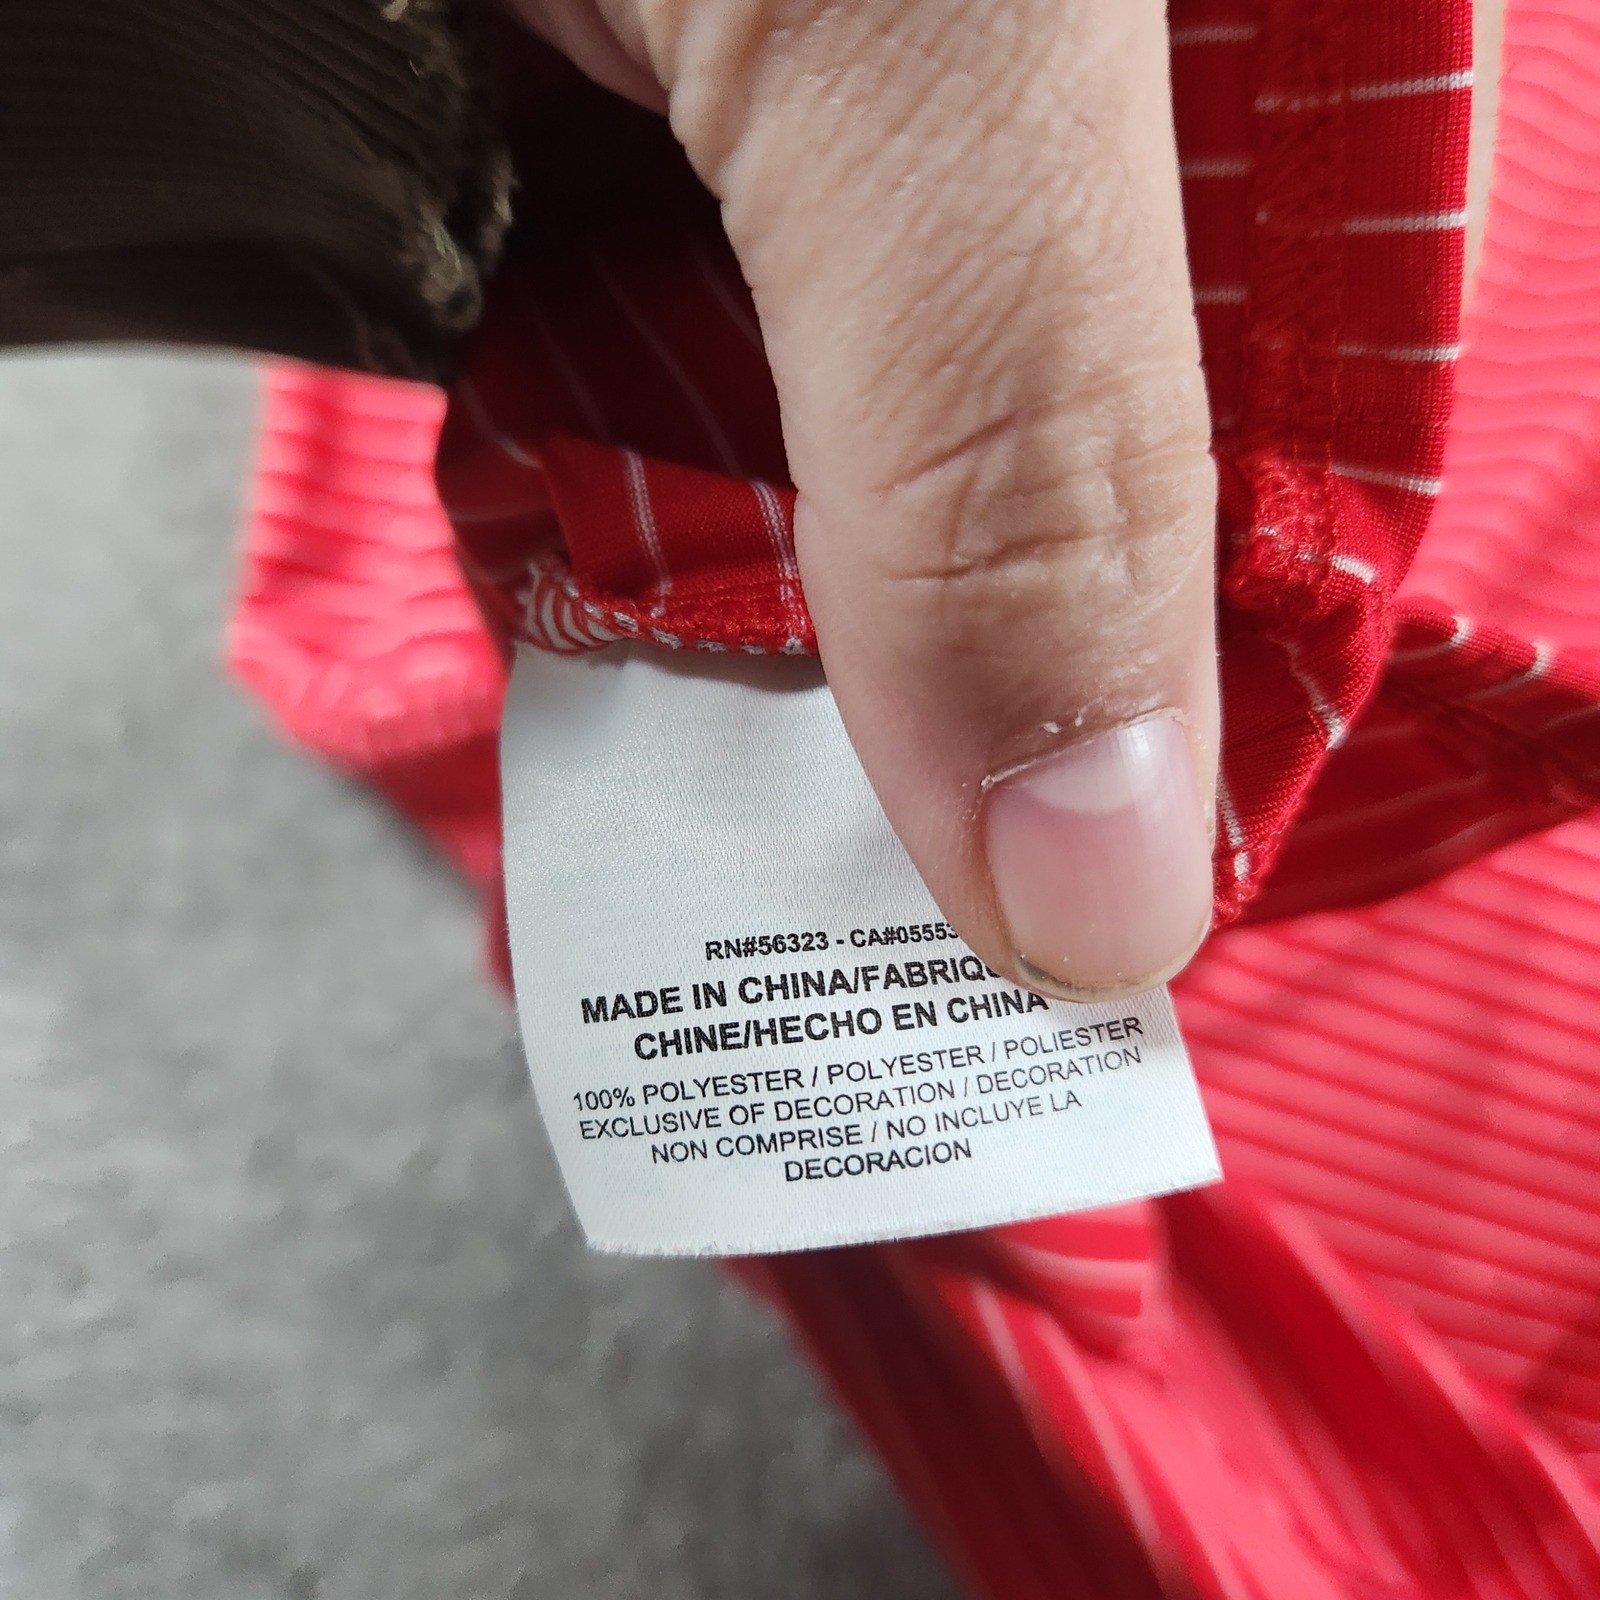 RN#56323 - CA#0555
MADE IN CHINA/
CHINE/HECHO EN CHINA
100% POLYESTER / POLYESTER / POLIESTER
EXCLUSIVE OF DECORATION / DECORATION
NON COMPRISE / NO INCLUYE LA
DECORACION